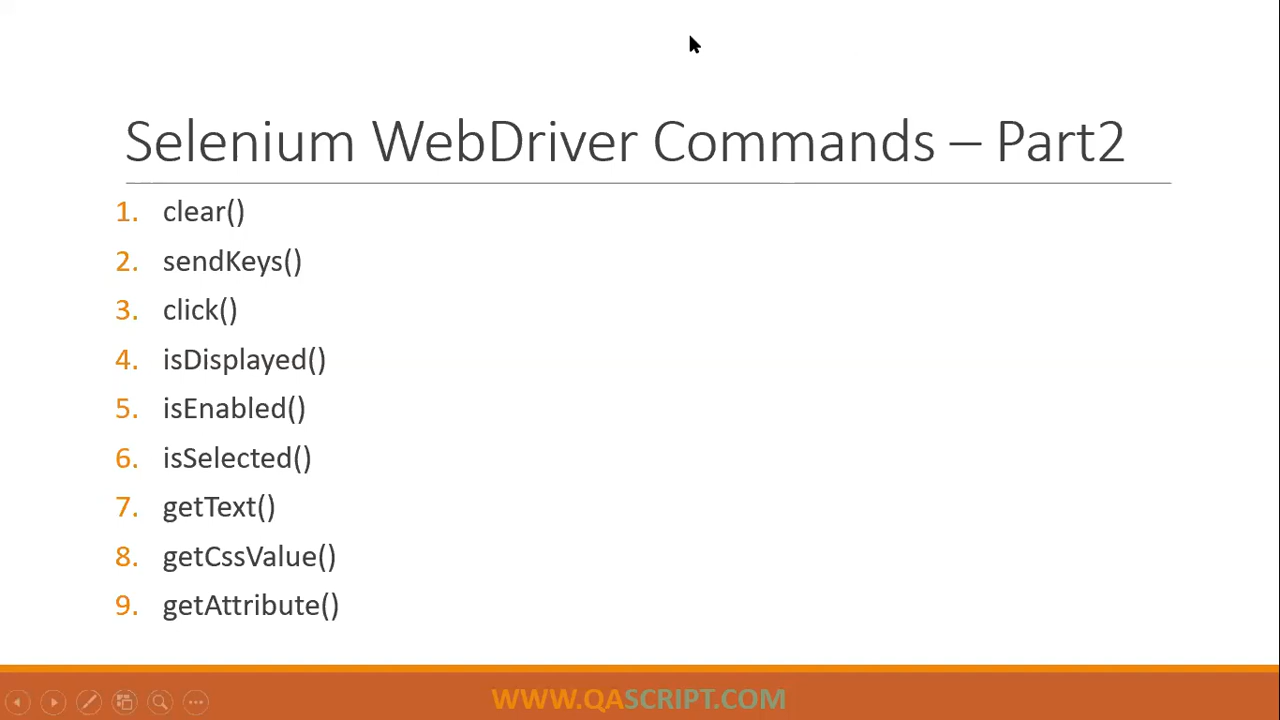 Selenium WebDriver Commands – Part2
1. clear()
2. sendKeys()
3. click()
4. isDisplayed()
5. isEnabled()
6. isSelected()
7. getText()
8. getCssValue()
9. getAttribute()
WWW.QASCRIPT.COM